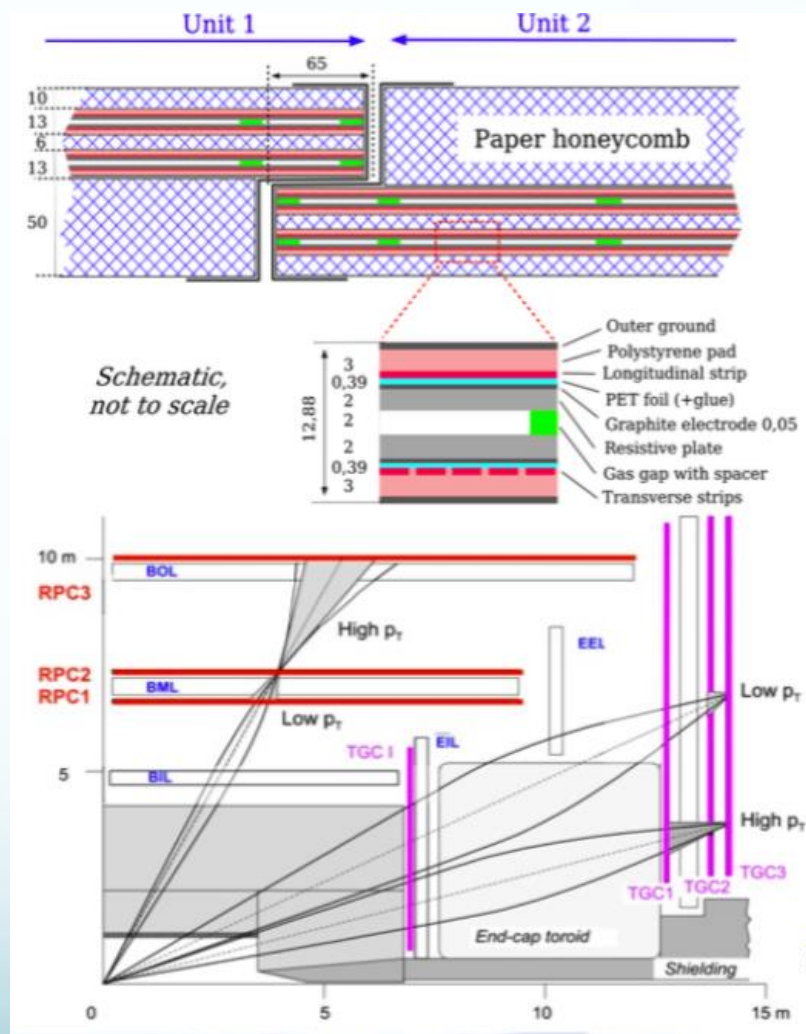 Unit 1
Unit 2
65
10
13
6
13
50
Paper honeycomb
Schematic,
not to scale
12,88
3
0,39
2
2
2
0,39
3
Outer ground
Polystyrene pad
Longitudinal strip
PET foil (+glue)
Graphite electrode 0,05
Resistive plate
Gas gap with spacer
Transverse strips
10 m
BOL
RPC3
High pT
EEL
RPC2
BML
RPC1
Low pT
Low pT
TGC I
EIL
5
BIL
High pT
TGC1
TGC2
TGC3
End-cap toroid
Shielding
0
5
10
15 m